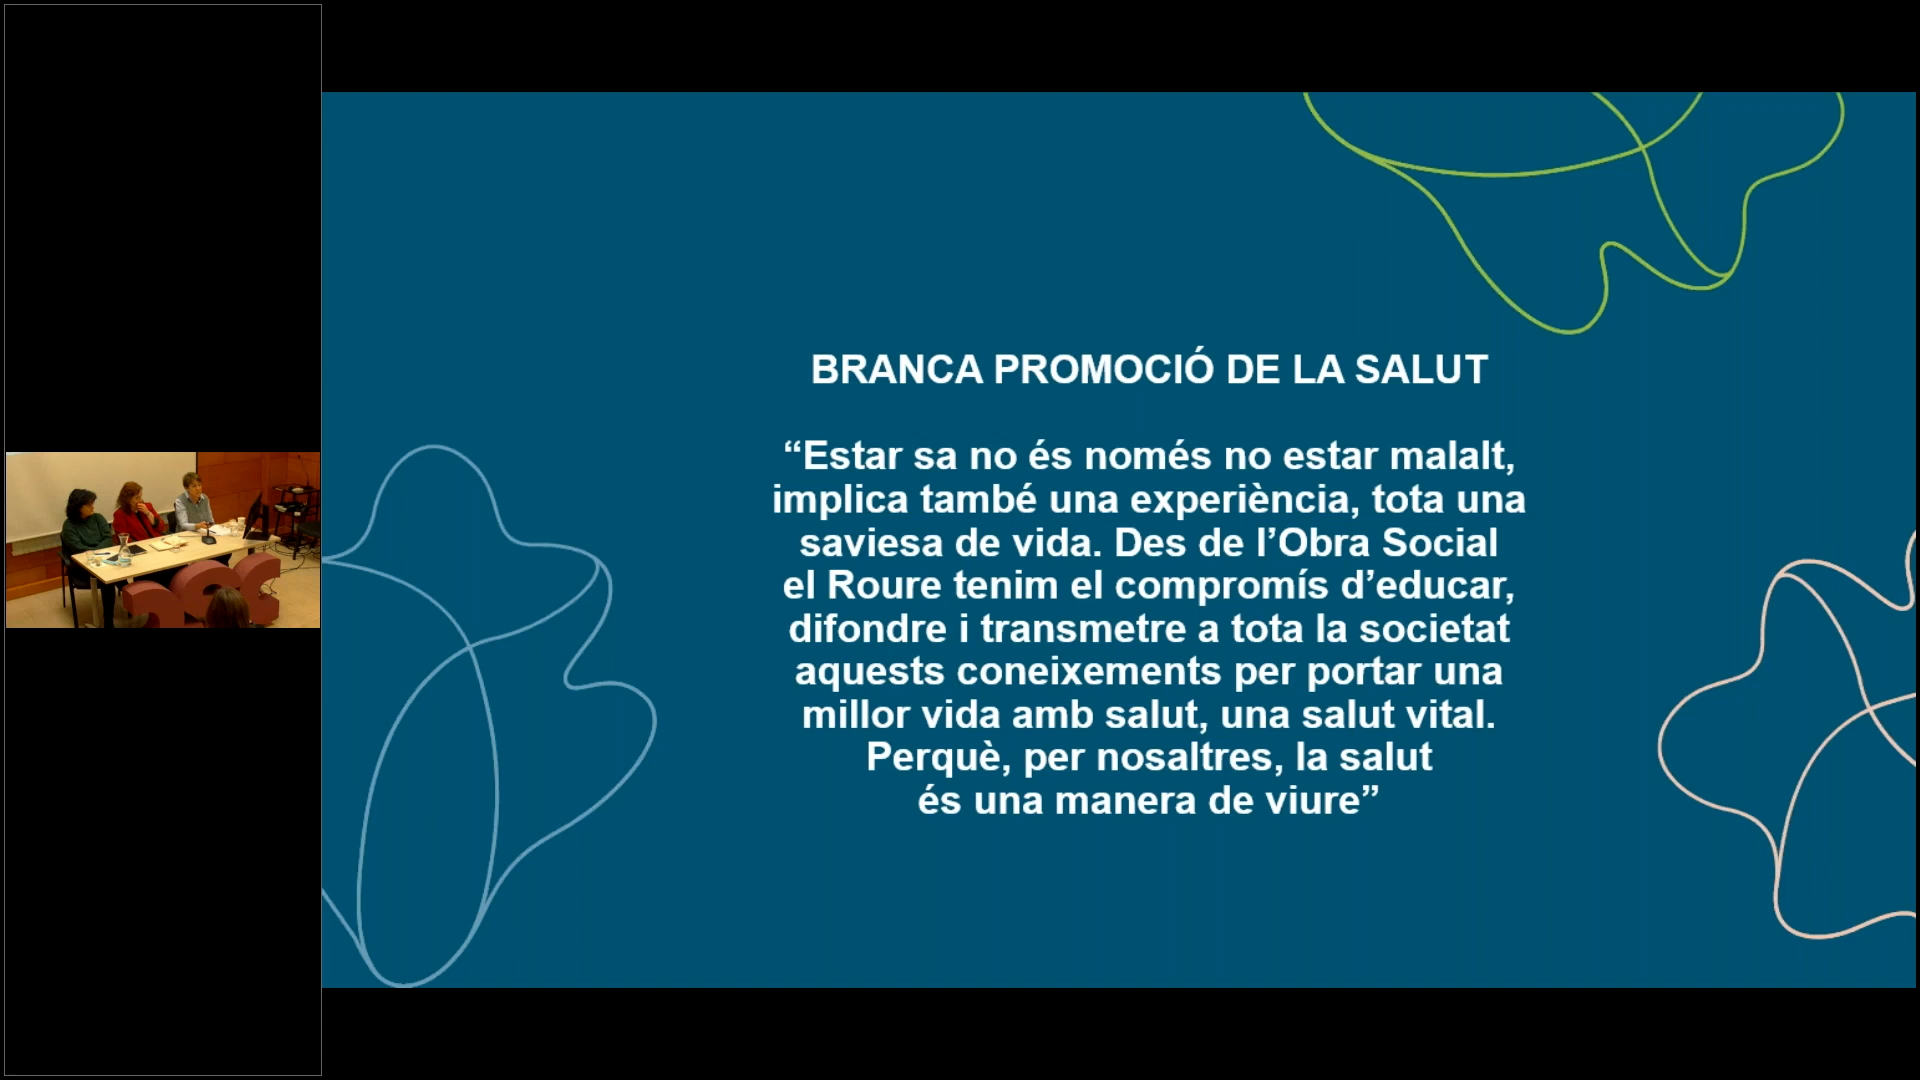 BRANCA PROMOCIÓ DE LA SALUT
“Estar sa no és només no estar malalt,
implica també una experiència, tota una
saviesa de vida. Des de l’Obra Social
el Roure tenim el compromís d’educar,
difondre i transmetre a tota la societat
aquests coneixements per portar una
millor vida amb salut, una salut vital.
Perquè, per nosaltres, la salut
és una manera de viure”